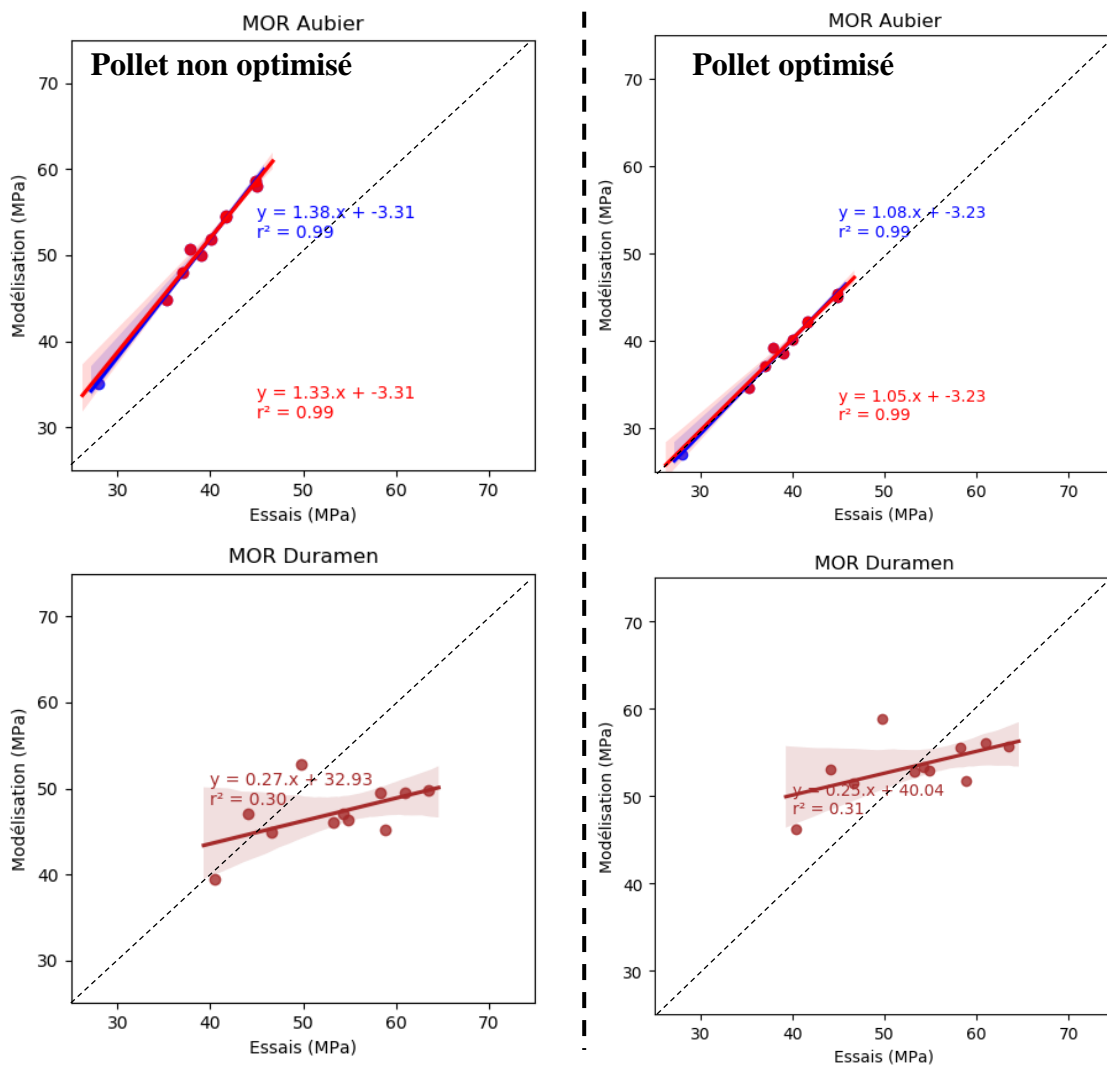 MOR Aubier
Pollet non optimisé
70
60
50
40
30
Modélisation (MPa)
y = 1.38.x + -3.31
r² = 0.99
y = 1.33.x + -3.31
r² = 0.99
30 40 50 60 70
Essais (MPa)
MOR Aubier
Pollet optimisé
70
60
50
40
30
Modélisation (MPa)
y = 1.08.x + -3.23
r² = 0.99
y = 1.05.x + -3.23
r² = 0.99
30 40 50 60 70
Essais (MPa)
MOR Duramen
70
60
50
40
30
Modélisation (MPa)
y = 0.27.x + 32.93
r² = 0.30
30 40 50 60 70
Essais (MPa)
MOR Duramen
70
60
50
40
30
Modélisation (MPa)
y = 0.25.x + 40.04
r² = 0.31
30 40 50 60 70
Essais (MPa)